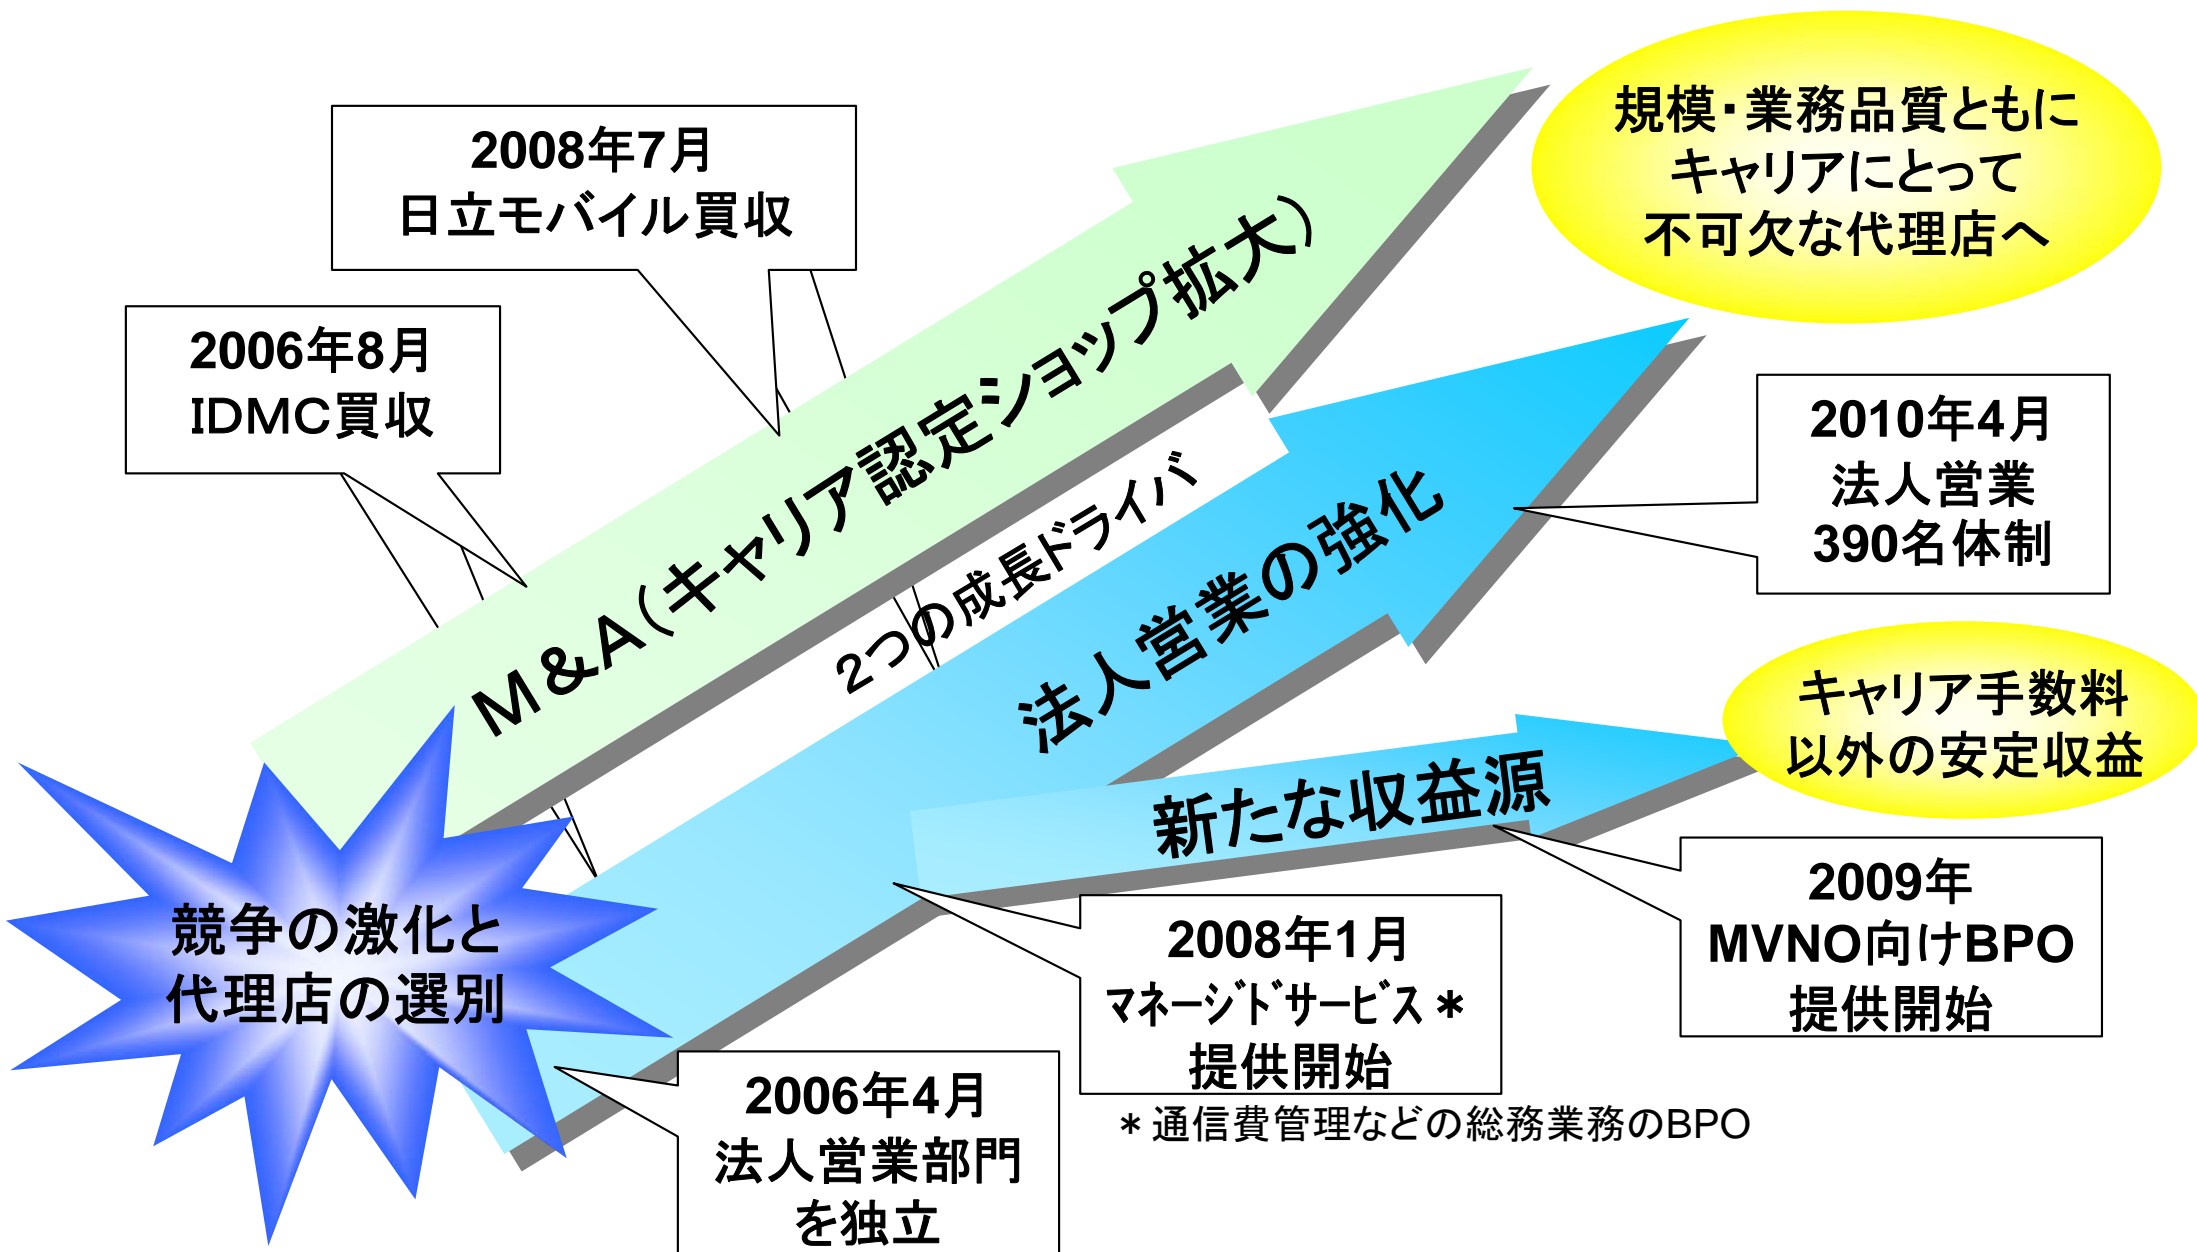 規模・業務品質ともに
キャリアにとって
不可欠な代理店へ
2008年7月
日立モバイル買収
2006年8月
IDMC買収
M&A(キャリア認定ショップ拡大)
2つの成長ドライバ
法人営業の強化
2010年4月
法人営業
390名体制
新たな収益源
キャリア手数料
以外の安定収益
2009年
MVNO向けBPO
提供開始
2008年1月
ﾏﾈｰｼﾞﾄﾞｻｰﾋﾞｽ＊
提供開始
＊通信費管理などの総務業務のBPO
競争の激化と
代理店の選別
2006年4月
法人営業部門
を独立